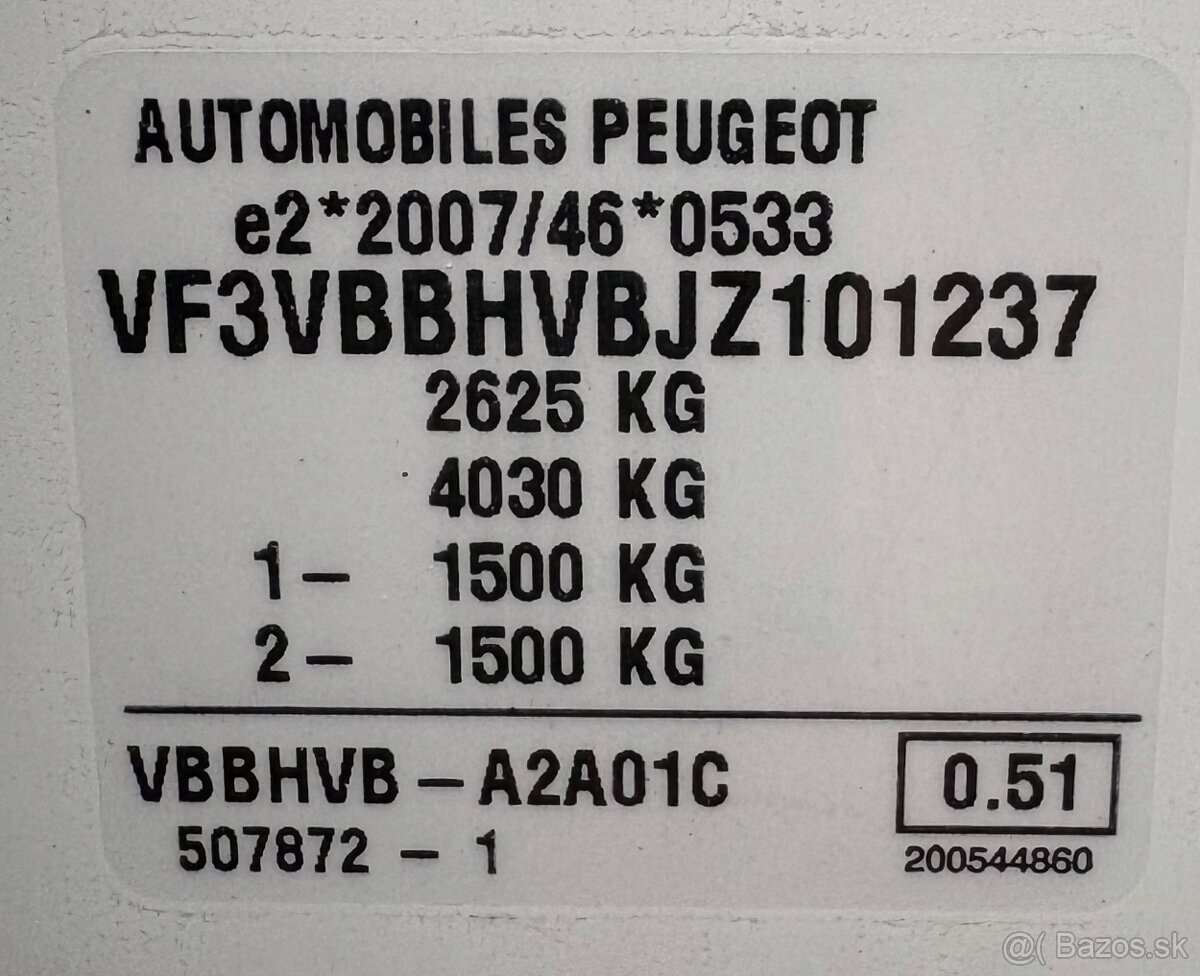 AUTOMOBILES PEUGEOT
e2*2007/46*0533
VF3VBBHVBJZ101237
2625 KG
4030 KG
1- 1500 KG
2- 1500 KG
VBBHVB-A2A01C
0.51
507872-1
200544860
@( Bazos.sk